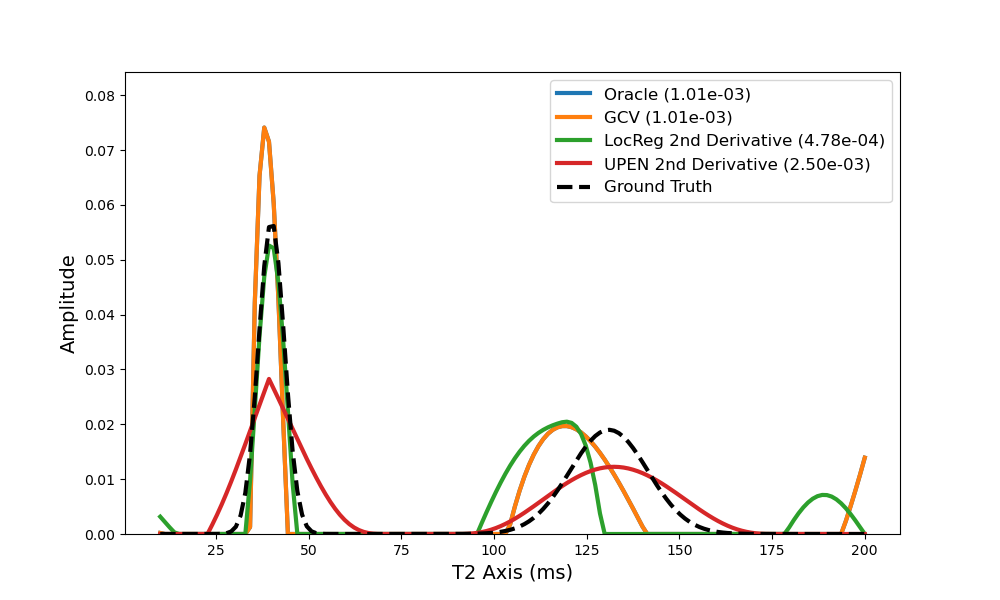 Oracle (1.01e-03)
GCV (1.01e-03)
LocReg 2nd Derivative (4.78e-04)
UPEN 2nd Derivative (2.50e-03)
Ground Truth
Amplitude
0.08
0.07
0.06
0.05
0.04
0.03
0.02
0.01
0.00
25 50 75 100 125 150 175 200
T2 Axis (ms)